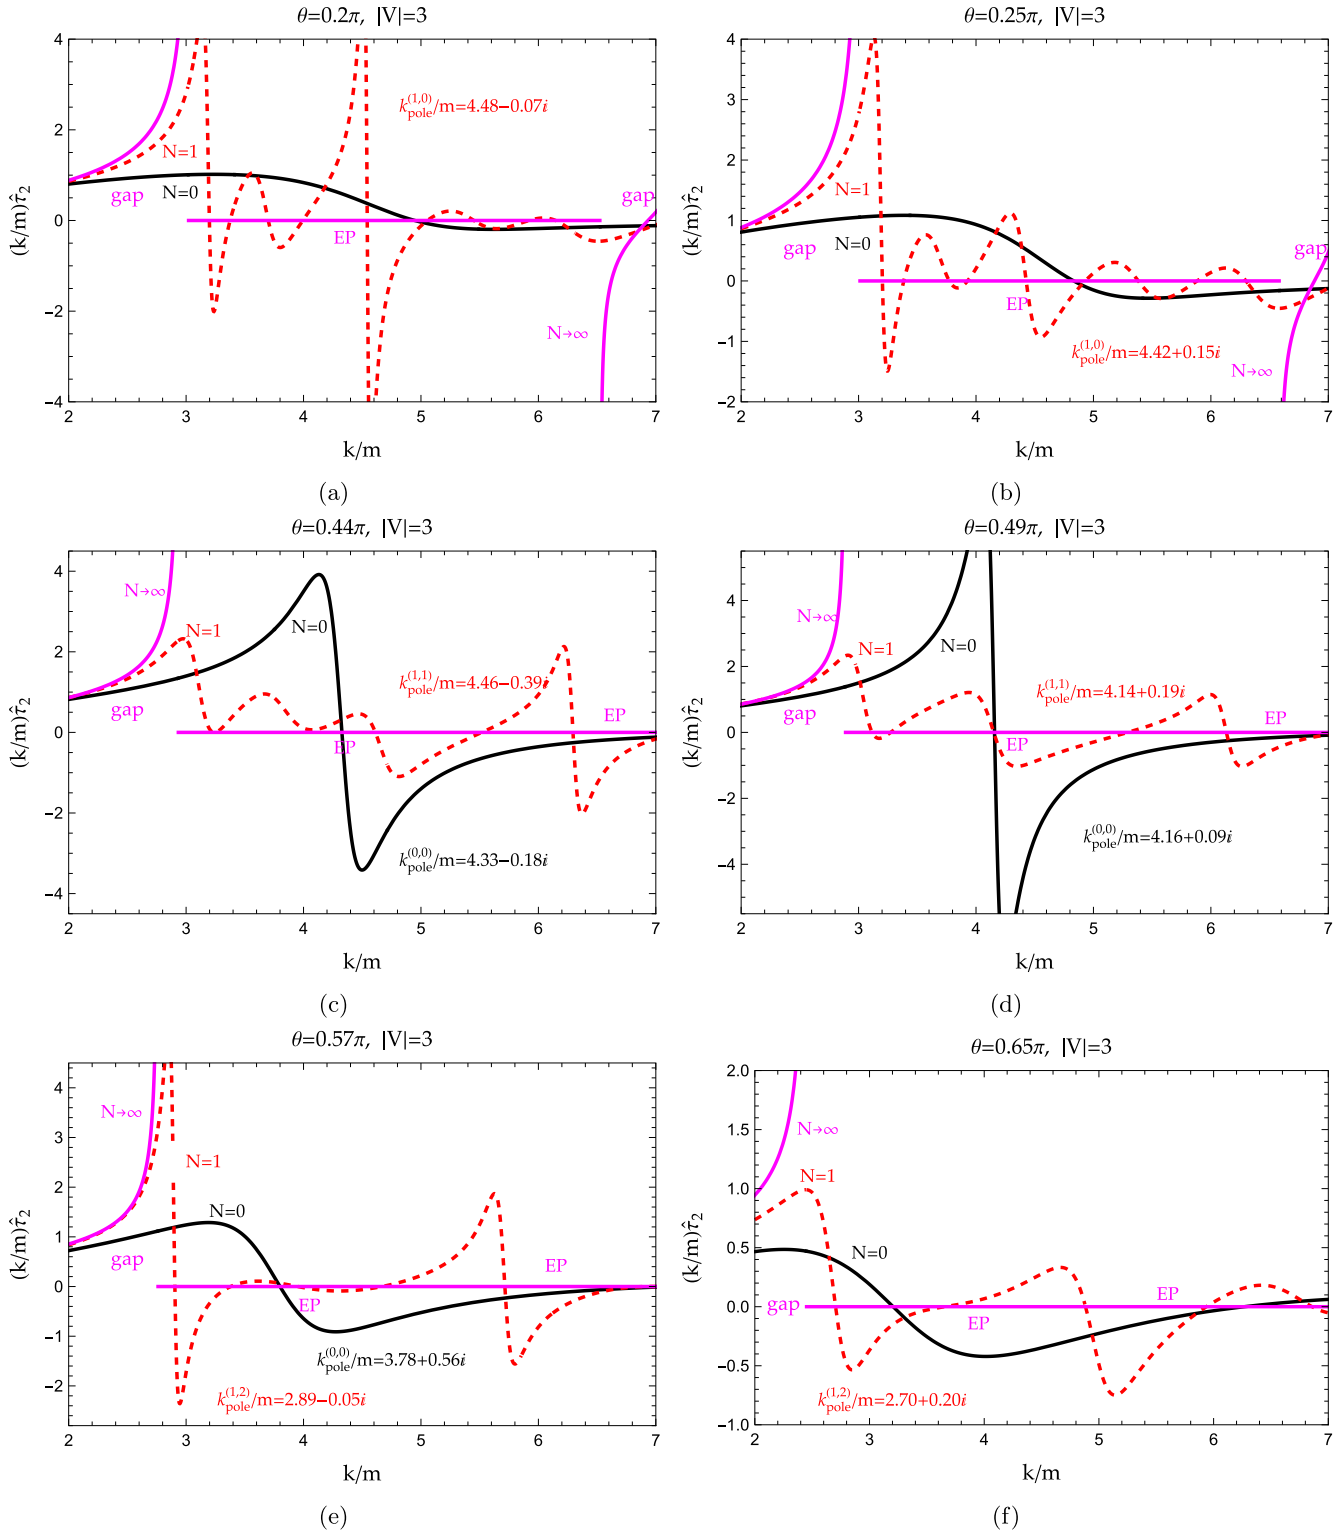 θ=0.2π, |V|=3
(k/m)τ̂₂
4
2
0
−2
−4
2 3 4 5 6 7
k/m
N=1
N=0
gap
EP
gap
N→∞
k_pole^(1,0)/m=4.48−0.07i
(a)
θ=0.25π, |V|=3
(k/m)τ̂₂
4
3
2
1
0
−1
−2
2 3 4 5 6 7
k/m
N=1
N=0
gap
EP
gap
N→∞
k_pole^(1,0)/m=4.42+0.15i
(b)
θ=0.44π, |V|=3
(k/m)τ̂₂
4
2
0
−2
−4
2 3 4 5 6 7
k/m
N→∞
N=1
N=0
gap
EP
EP
k_pole^(1,1)/m=4.46−0.39i
k_pole^(0,0)/m=4.33−0.18i
(c)
θ=0.49π, |V|=3
(k/m)τ̂₂
4
2
0
−2
−4
2 3 4 5 6 7
k/m
N→∞
N=1
N=0
gap
EP
EP
k_pole^(1,1)/m=4.14+0.19i
k_pole^(0,0)/m=4.16+0.09i
(d)
θ=0.57π, |V|=3
(k/m)τ̂₂
4
3
2
1
0
−1
−2
2 3 4 5 6 7
k/m
N→∞
N=1
N=0
gap
EP
EP
k_pole^(0,0)/m=3.78+0.56i
k_pole^(1,2)/m=2.89−0.05i
(e)
θ=0.65π, |V|=3
(k/m)τ̂₂
2.0
1.5
1.0
0.5
0.0
−0.5
−1.0
2 3 4 5 6 7
k/m
N→∞
N=1
N=0
gap
EP
EP
k_pole^(1,2)/m=2.70+0.20i
(f)